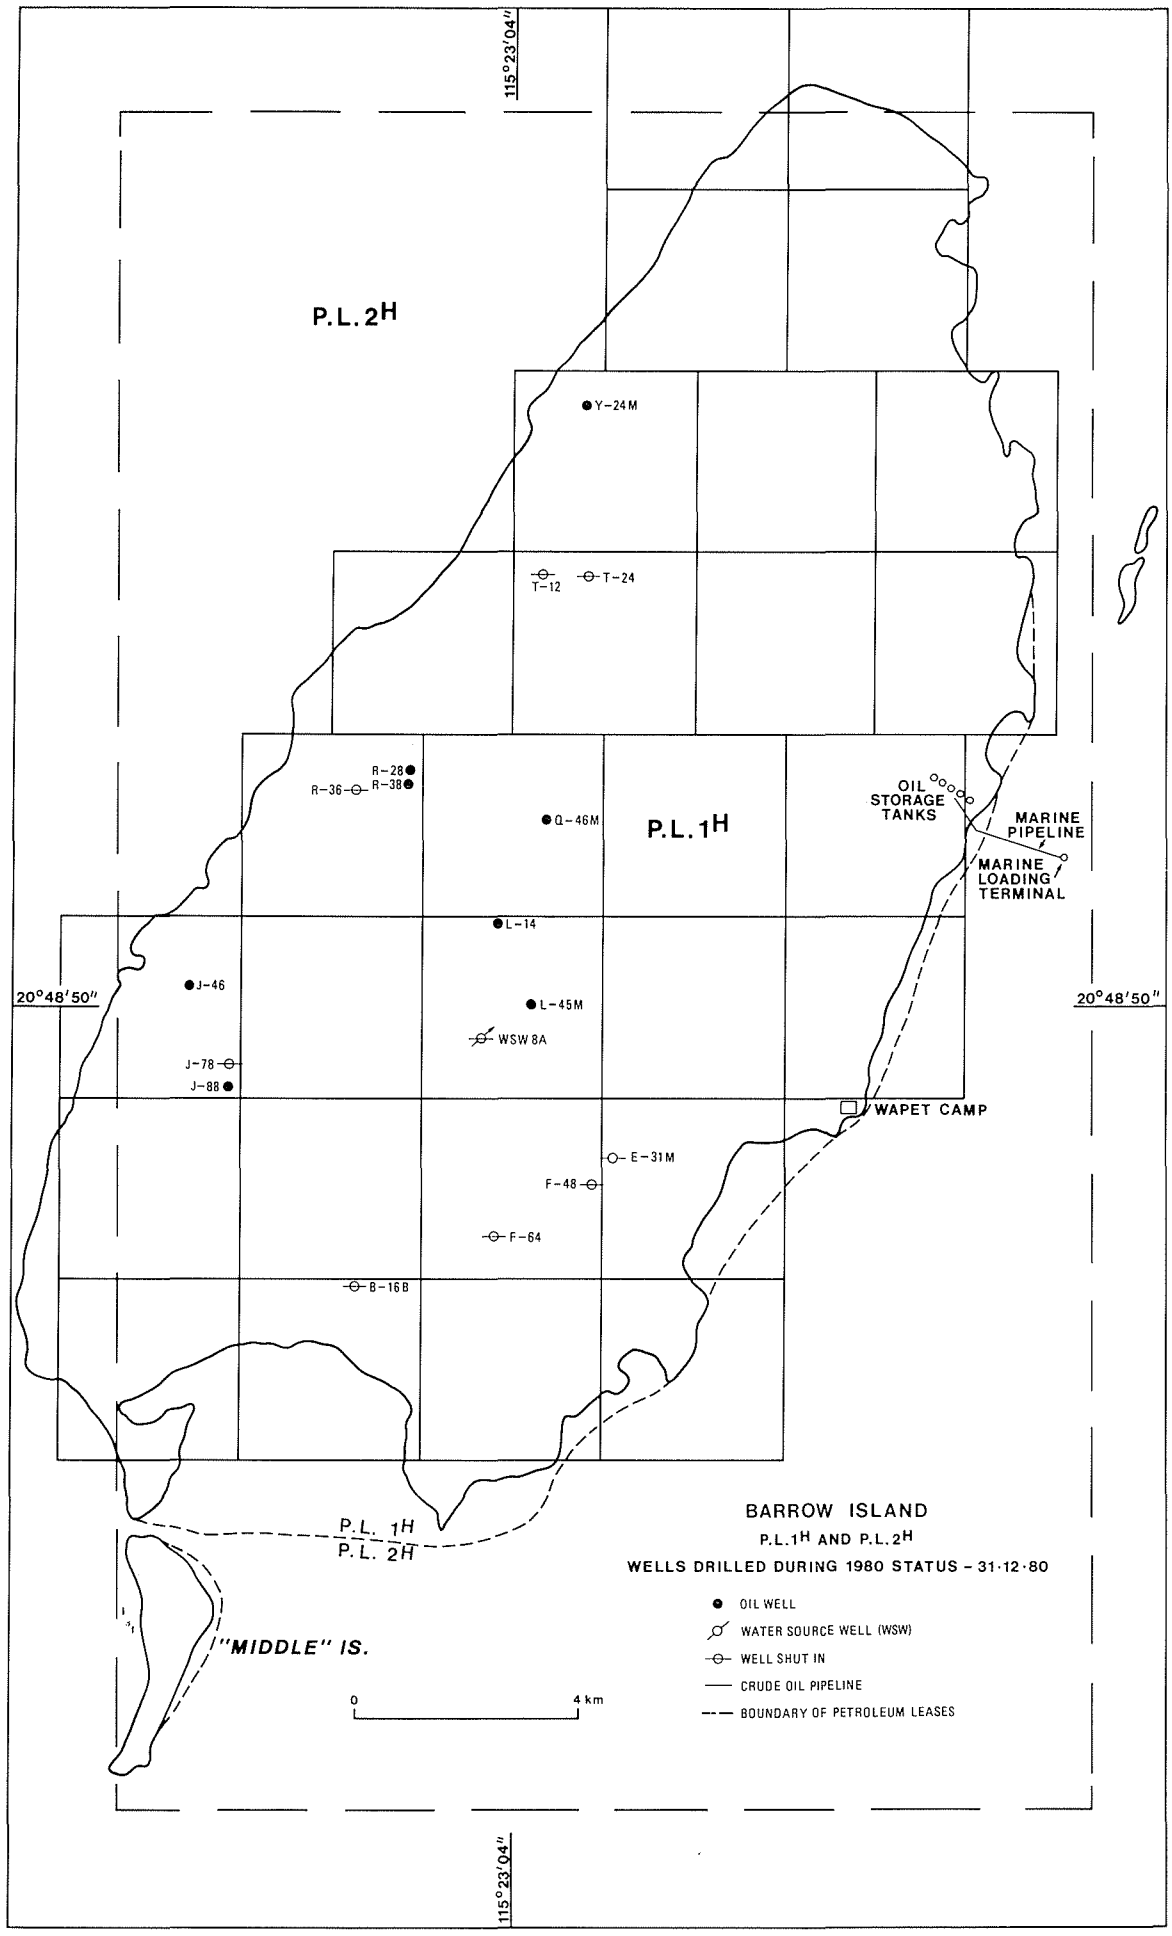 115°23'04"
P.L.2H
Y-24M
T-12
T-24
R-28
R-36
R-38
Q-46M
P.L.1H
OIL
STORAGE
TANKS
MARINE
PIPELINE
MARINE
LOADING
TERMINAL
L-14
J-46
20°48'50"
20°48'50"
L-45M
WSW8A
J-78
J-88
WAPET CAMP
E-31M
F-48
F-64
B-16B
P.L. 1H
P.L. 2H
"MIDDLE" IS.
BARROW ISLAND
P.L.1H AND P.L.2H
WELLS DRILLED DURING 1980 STATUS - 31·12·80
OIL WELL
WATER SOURCE WELL (WSW)
WELL SHUT IN
CRUDE OIL PIPELINE
BOUNDARY OF PETROLEUM LEASES
0 4 km
115°23'04"